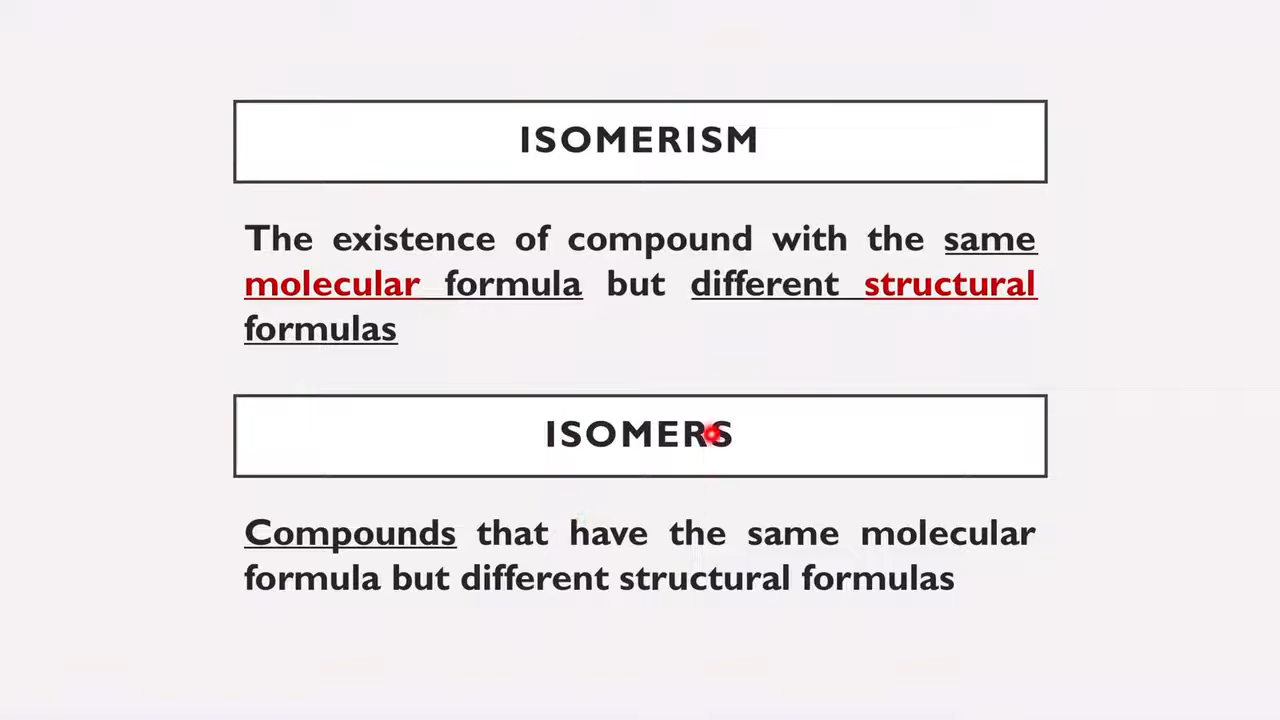 ISOMERISM
The existence of compound with the same
molecular formula but different structural
formulas
ISOMERS
Compounds that have the same molecular
formula but different structural formulas